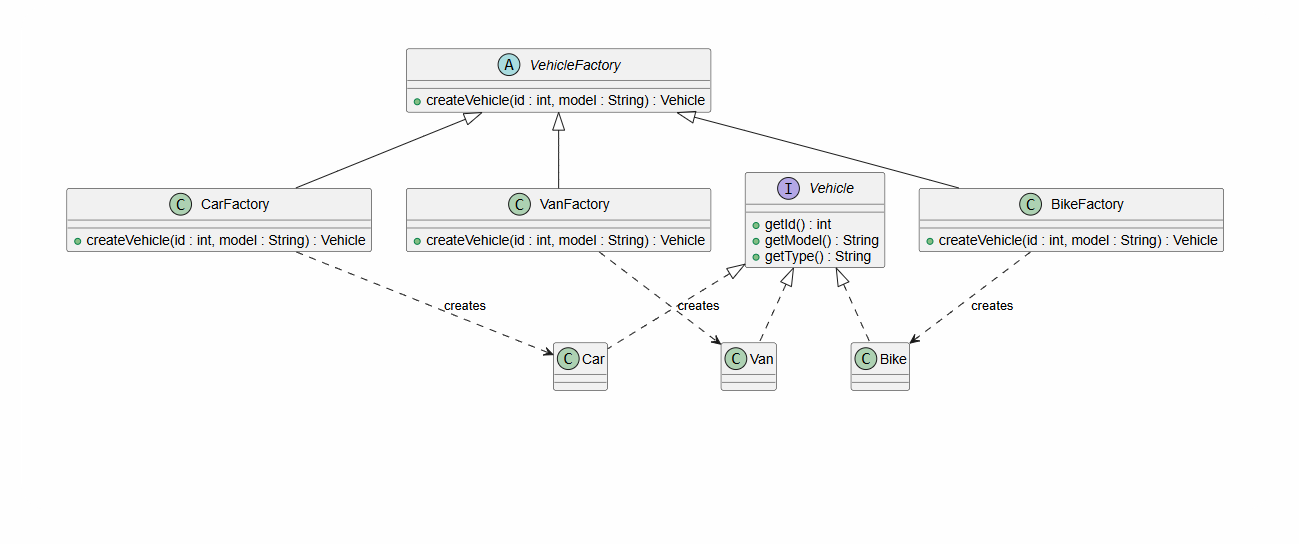 A VehicleFactory
createVehicle(id : int, model : String) : Vehicle
C CarFactory
createVehicle(id : int, model : String) : Vehicle
C VanFactory
createVehicle(id : int, model : String) : Vehicle
I Vehicle
getId() : int
getModel() : String
getType() : String
C BikeFactory
createVehicle(id : int, model : String) : Vehicle
creates
creates
creates
C Car
C Van
C Bike